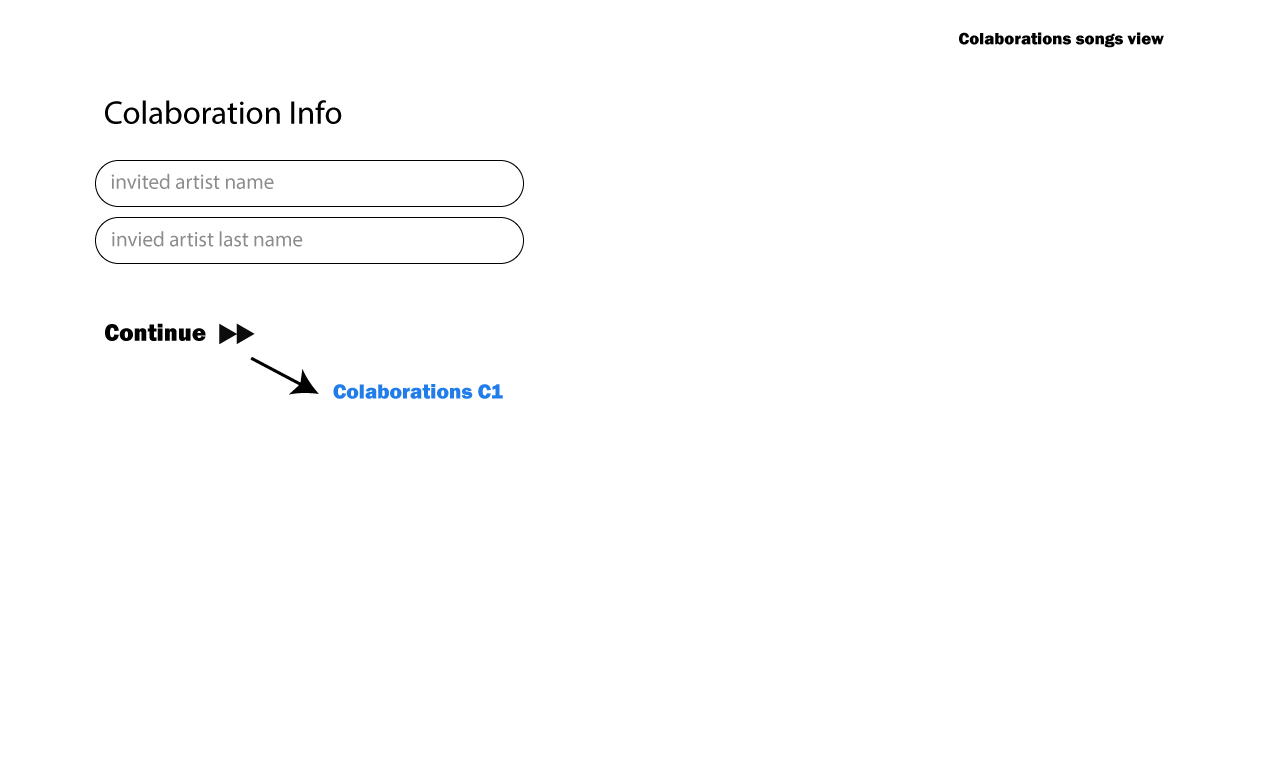 Colaborations songs view
Colaboration Info
invited artist name
invied artist last name
Continue
Colaborations C1